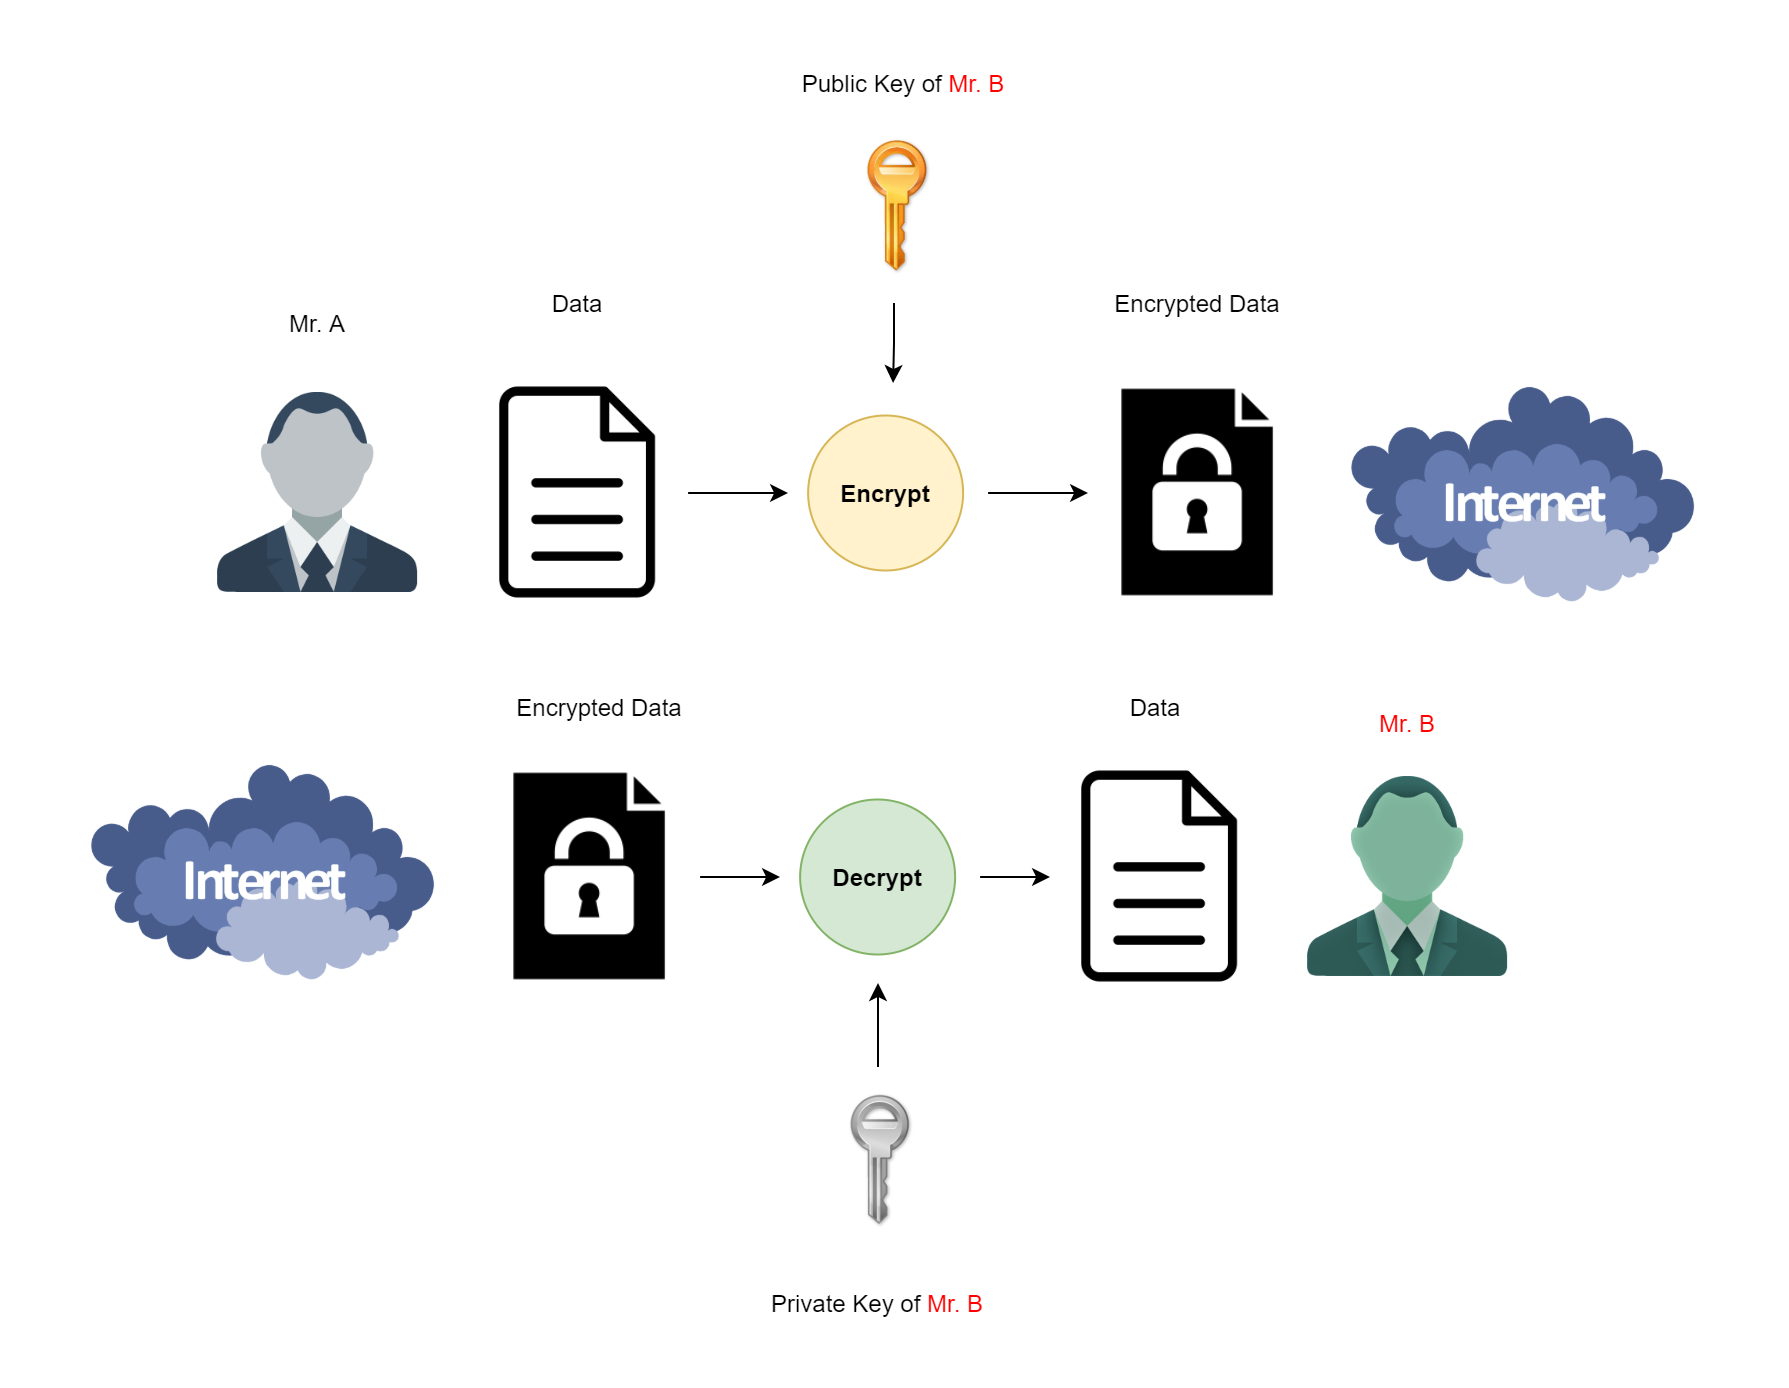 Public Key of Mr. B
Mr. A
Data
Encrypted Data
Encrypt
Internet
Encrypted Data
Data
Mr. B
Internet
Decrypt
Private Key of Mr. B